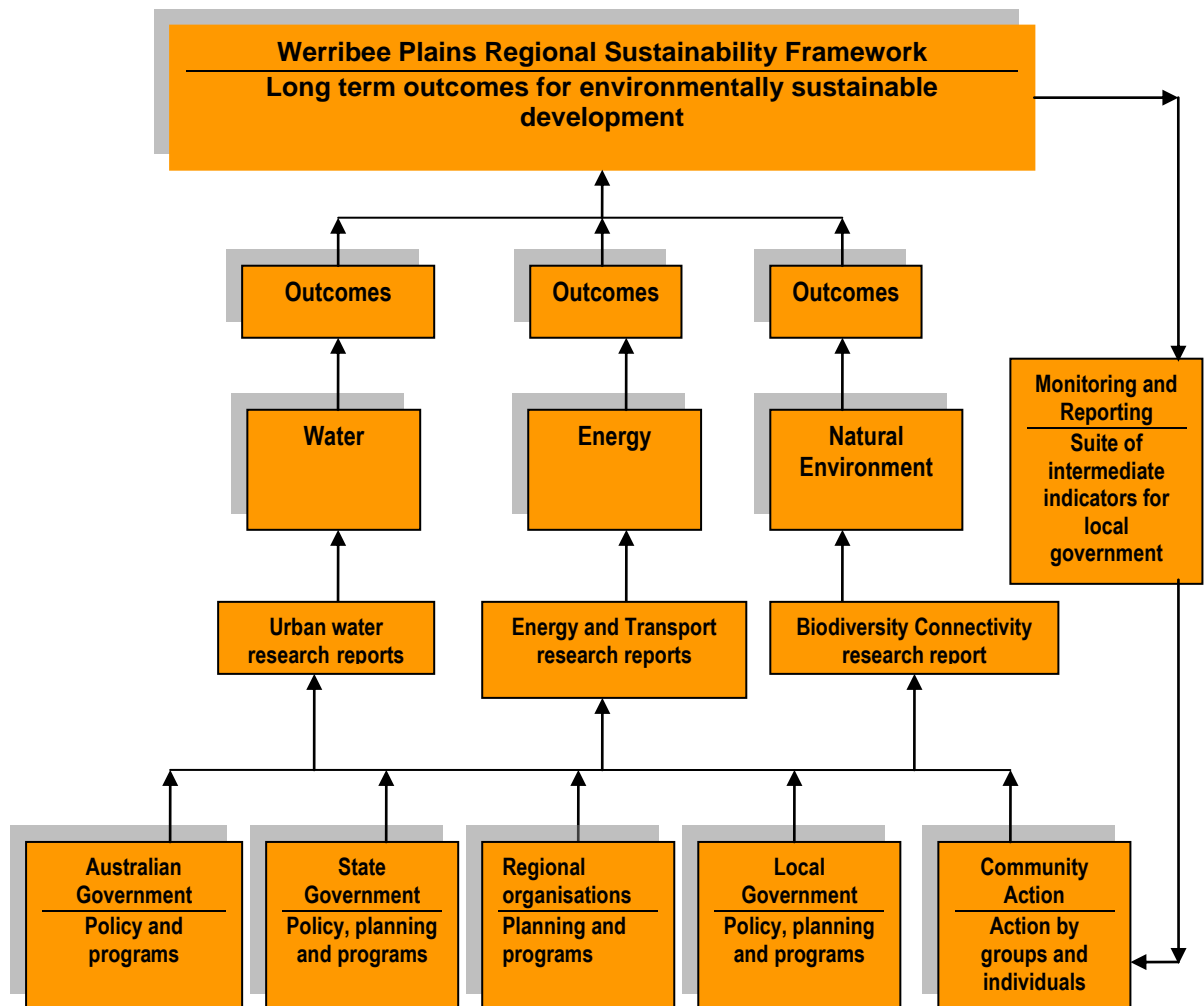 Werribee Plains Regional Sustainability Framework
Long term outcomes for environmentally sustainable
development
Outcomes
Outcomes
Outcomes
Monitoring and
Reporting
Suite of
intermediate
indicators for
local
government
Water
Energy
Natural
Environment
Urban water
research reports
Energy and Transport
research reports
Biodiversity Connectivity
research report
Australian
Government
Policy and
programs
State
Government
Policy, planning
and programs
Regional
organisations
Planning and
programs
Local
Government
Policy, planning
and programs
Community
Action
Action by
groups and
individuals